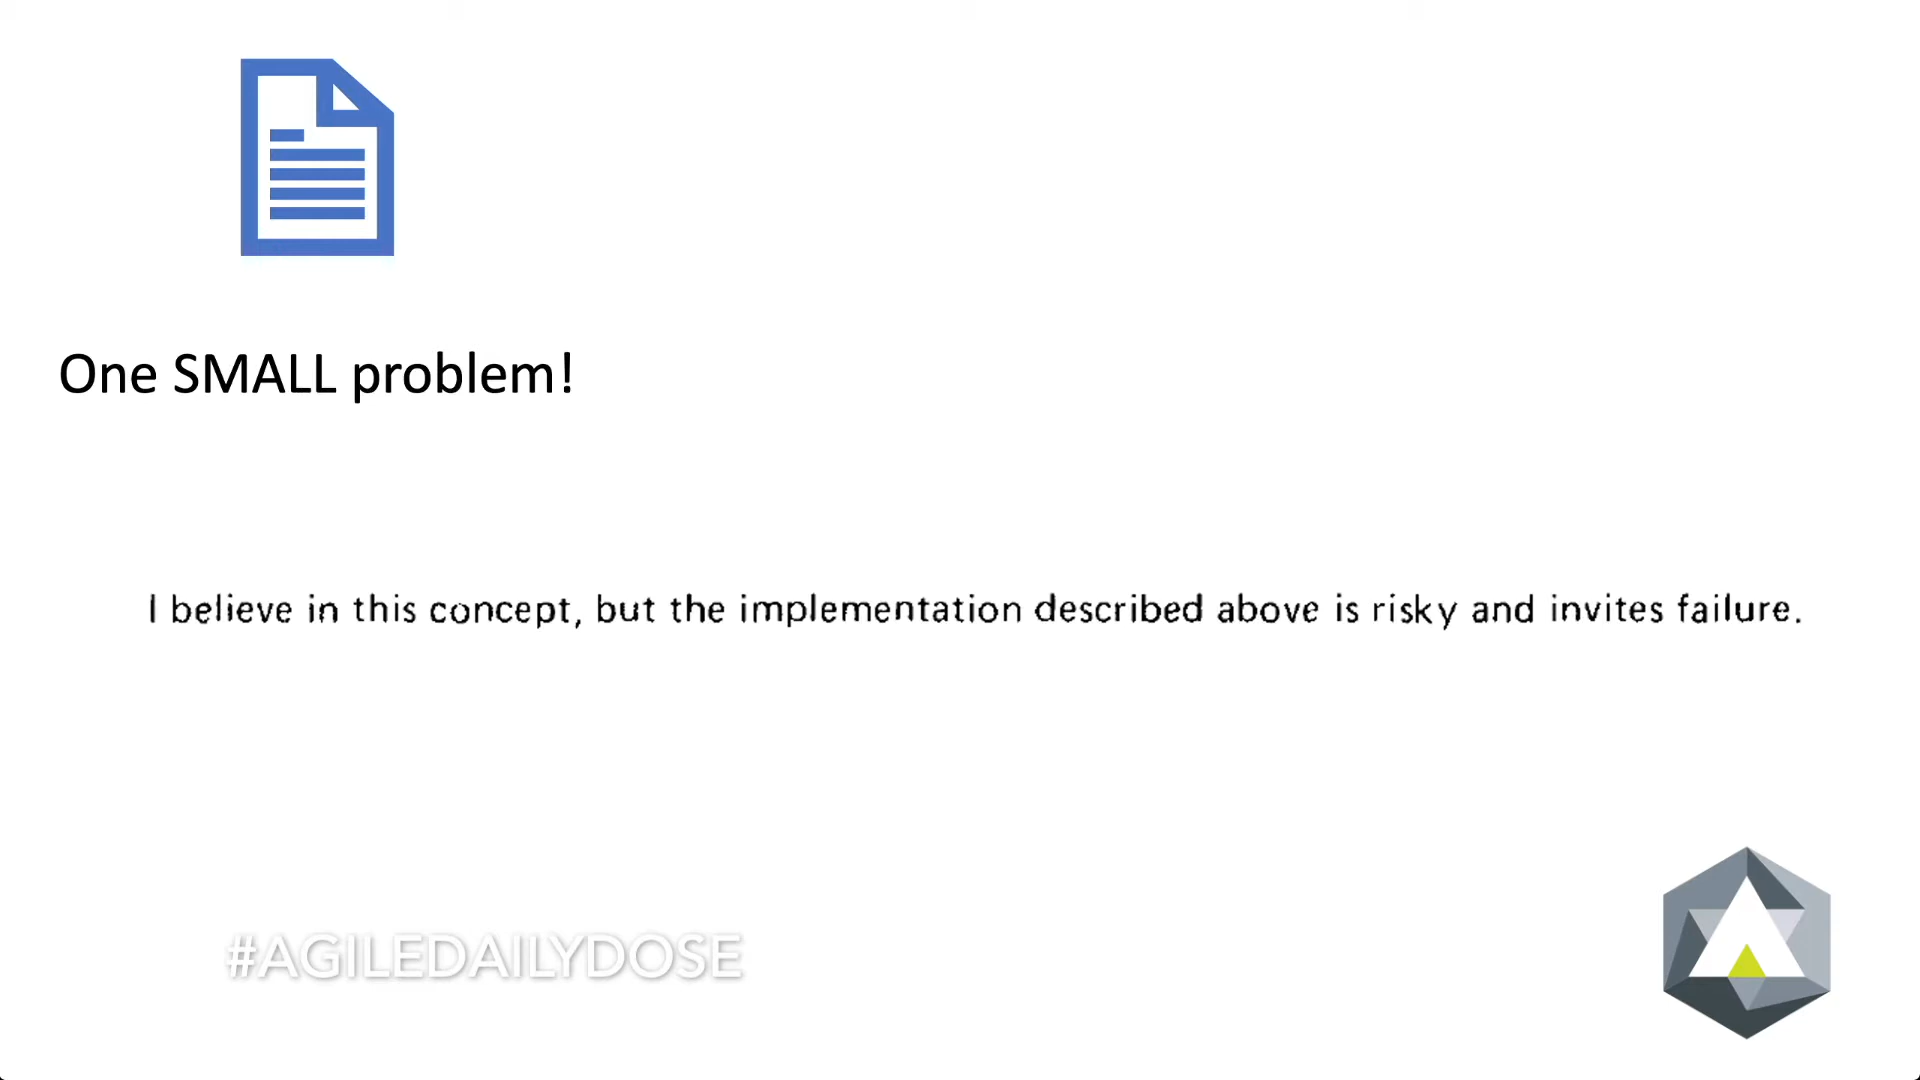 One SMALL problem!
I believe in this concept, but the implementation described above is risky and invites failure.
#AGILEDAILYDOSE